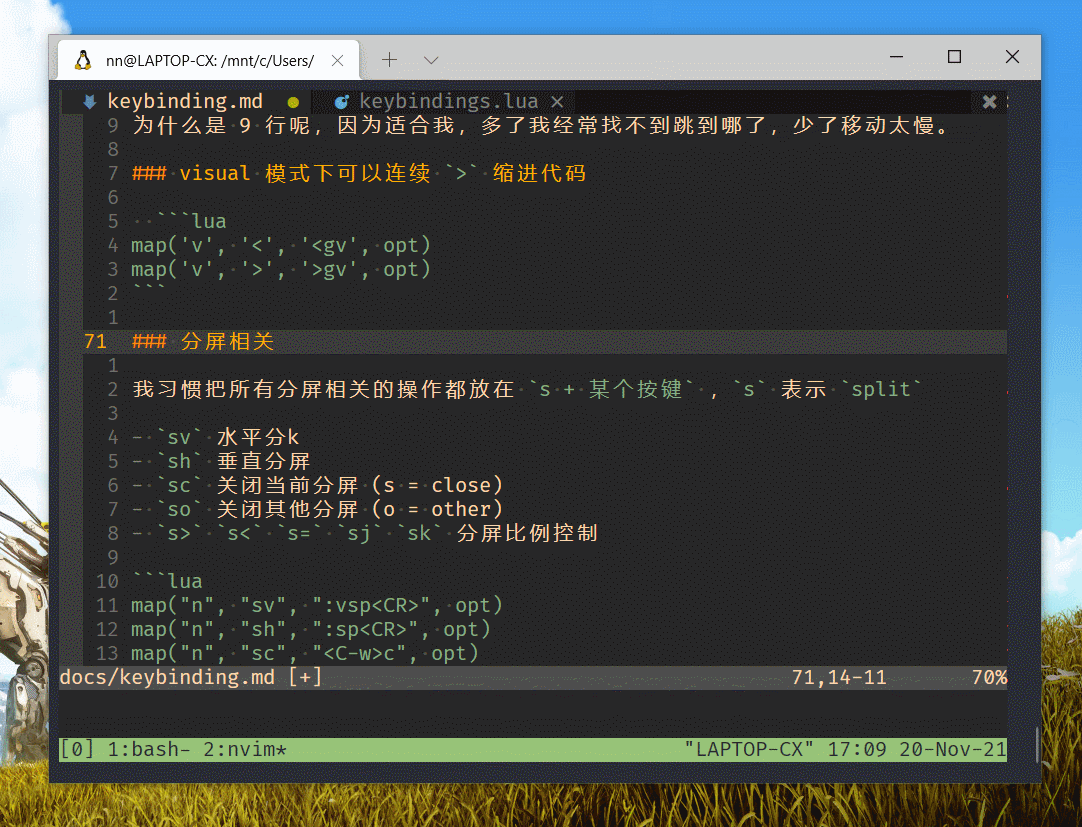 nn@LAPTOP-CX: /mnt/c/Users/
keybinding.md ● keybindings.lua ×
9 为什么是 9 行呢, 因为适合我, 多了我经常找不到跳到哪了, 少了移动太慢。
8
7 ### visual 模式下可以连续 `>` 缩进代码
6
5 ```lua
4 map('v', '<', '<gv', opt)
3 map('v', '>', '>gv', opt)
2 ```
1
71 ### 分屏相关
1
2 我习惯把所有分屏相关的操作都放在 `s + 某个按键` , `s` 表示 `split`
3
4 - `sv` 水平分k
5 - `sh` 垂直分屏
6 - `sc` 关闭当前分屏 (s = close)
7 - `so` 关闭其他分屏 (o = other)
8 - `s>` `s<` `s=` `sj` `sk` 分屏比例控制
9
10 ```lua
11 map("n", "sv", ":vsp<CR>", opt)
12 map("n", "sh", ":sp<CR>", opt)
13 map("n", "sc", "<C-w>c", opt)
docs/keybinding.md [+] 71,14-11 70%
[0] 1:bash- 2:nvim* "LAPTOP-CX" 17:09 20-Nov-21